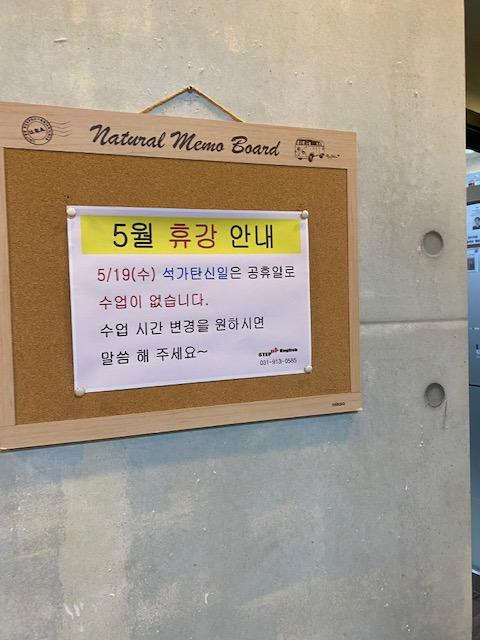 U.S.A.
Natural Memo Board
5월 휴강 안내
5/19(수) 석가탄신일은 공휴일로
수업이 없습니다.
수업 시간 변경을 원하시면
말씀 해 주세요~
STEP English
031-913-0585